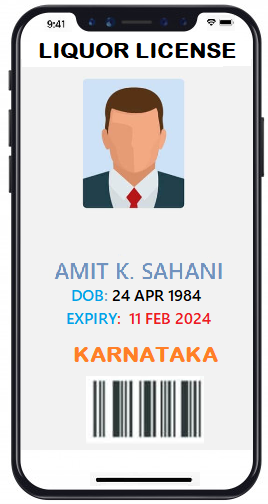 9:41
LIQUOR LICENSE
AMIT K. SAHANI
DOB: 24 APR 1984
EXPIRY: 11 FEB 2024
KARNATAKA